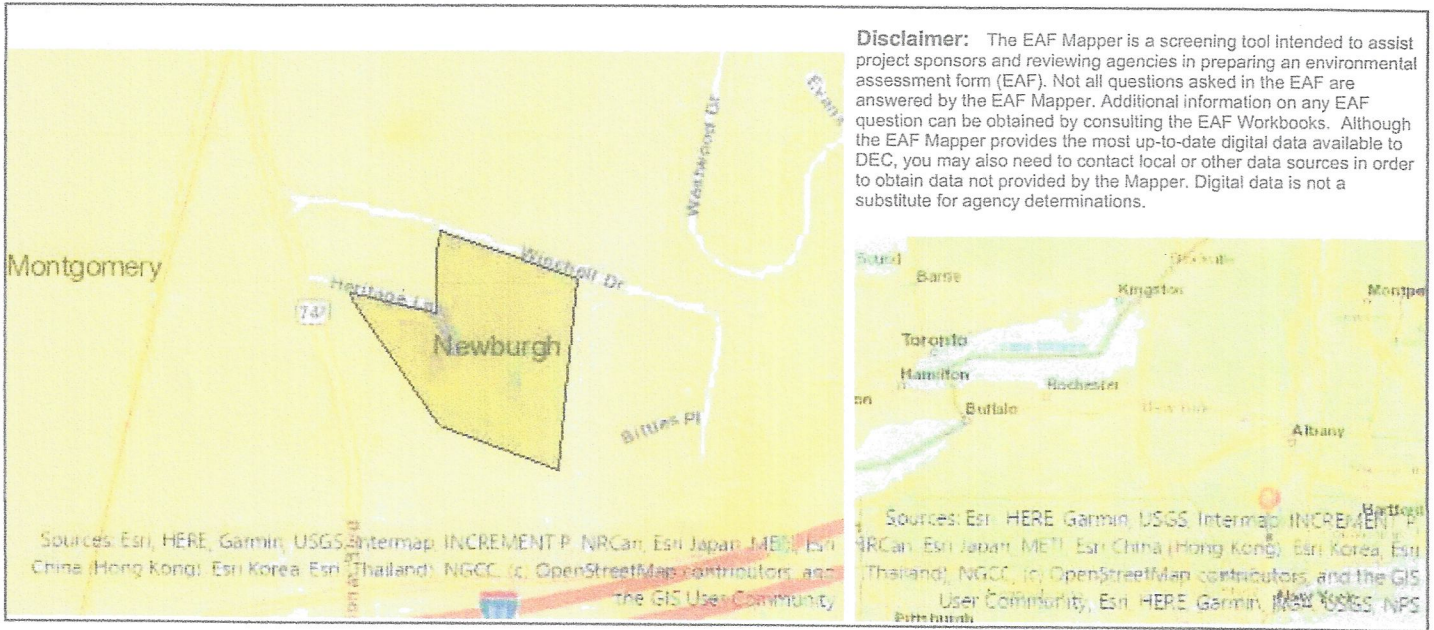 Disclaimer: The EAF Mapper is a screening tool intended to assist
project sponsors and reviewing agencies in preparing an environmental
assessment form (EAF). Not all questions asked in the EAF are
answered by the EAF Mapper. Additional information on any EAF
question can be obtained by consulting the EAF Workbooks. Although
the EAF Mapper provides the most up-to-date digital data available to
DEC, you may also need to contact local or other data sources in order
to obtain data not provided by the Mapper. Digital data is not a
substitute for agency determinations.
Westwood Dr
Montgomery
Winchell Dr
Heritage Ln
747
Newburgh
Sources: Esri, HERE, Garmin, USGS, Intermap, INCREMENT P, NRCan, Esri Japan, METI, Esri
China (Hong Kong), Esri Korea, Esri (Thailand), NGCC, (c) OpenStreetMap contributors, and
the GIS User Community
Barrie
Kingston
Montpe
Toronto
Hamilton
Rochester
Buffalo
Albany
Hartford
Sources: Esri, HERE, Garmin, USGS, Intermap, INCREMENT P,
NRCan, Esri Japan, METI, Esri China (Hong Kong), Esri Korea, Esri
(Thailand), NGCC, (c) OpenStreetMap contributors, and the GIS
User Community, Esri, HERE, Garmin, NGA, USGS, NPS
New York
Pittsburgh